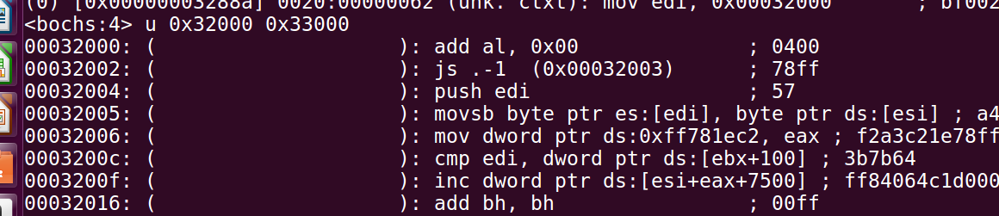 (0) [0x00000003288a] 0020:00000062 (unk. ctxt): mov edi, 0x00032000 ; bf002
<bochs:4> u 0x32000 0x33000
00032000: ( ): add al, 0x00 ; 0400
00032002: ( ): js .-1 (0x00032003) ; 78ff
00032004: ( ): push edi ; 57
00032005: ( ): movsb byte ptr es:[edi], byte ptr ds:[esi] ; a4
00032006: ( ): mov dword ptr ds:0xff781ec2, eax ; f2a3c21e78ff
0003200c: ( ): cmp edi, dword ptr ds:[ebx+100] ; 3b7b64
0003200f: ( ): inc dword ptr ds:[esi+eax+7500] ; ff84064c1d000
00032016: ( ): add bh, bh ; 00ff